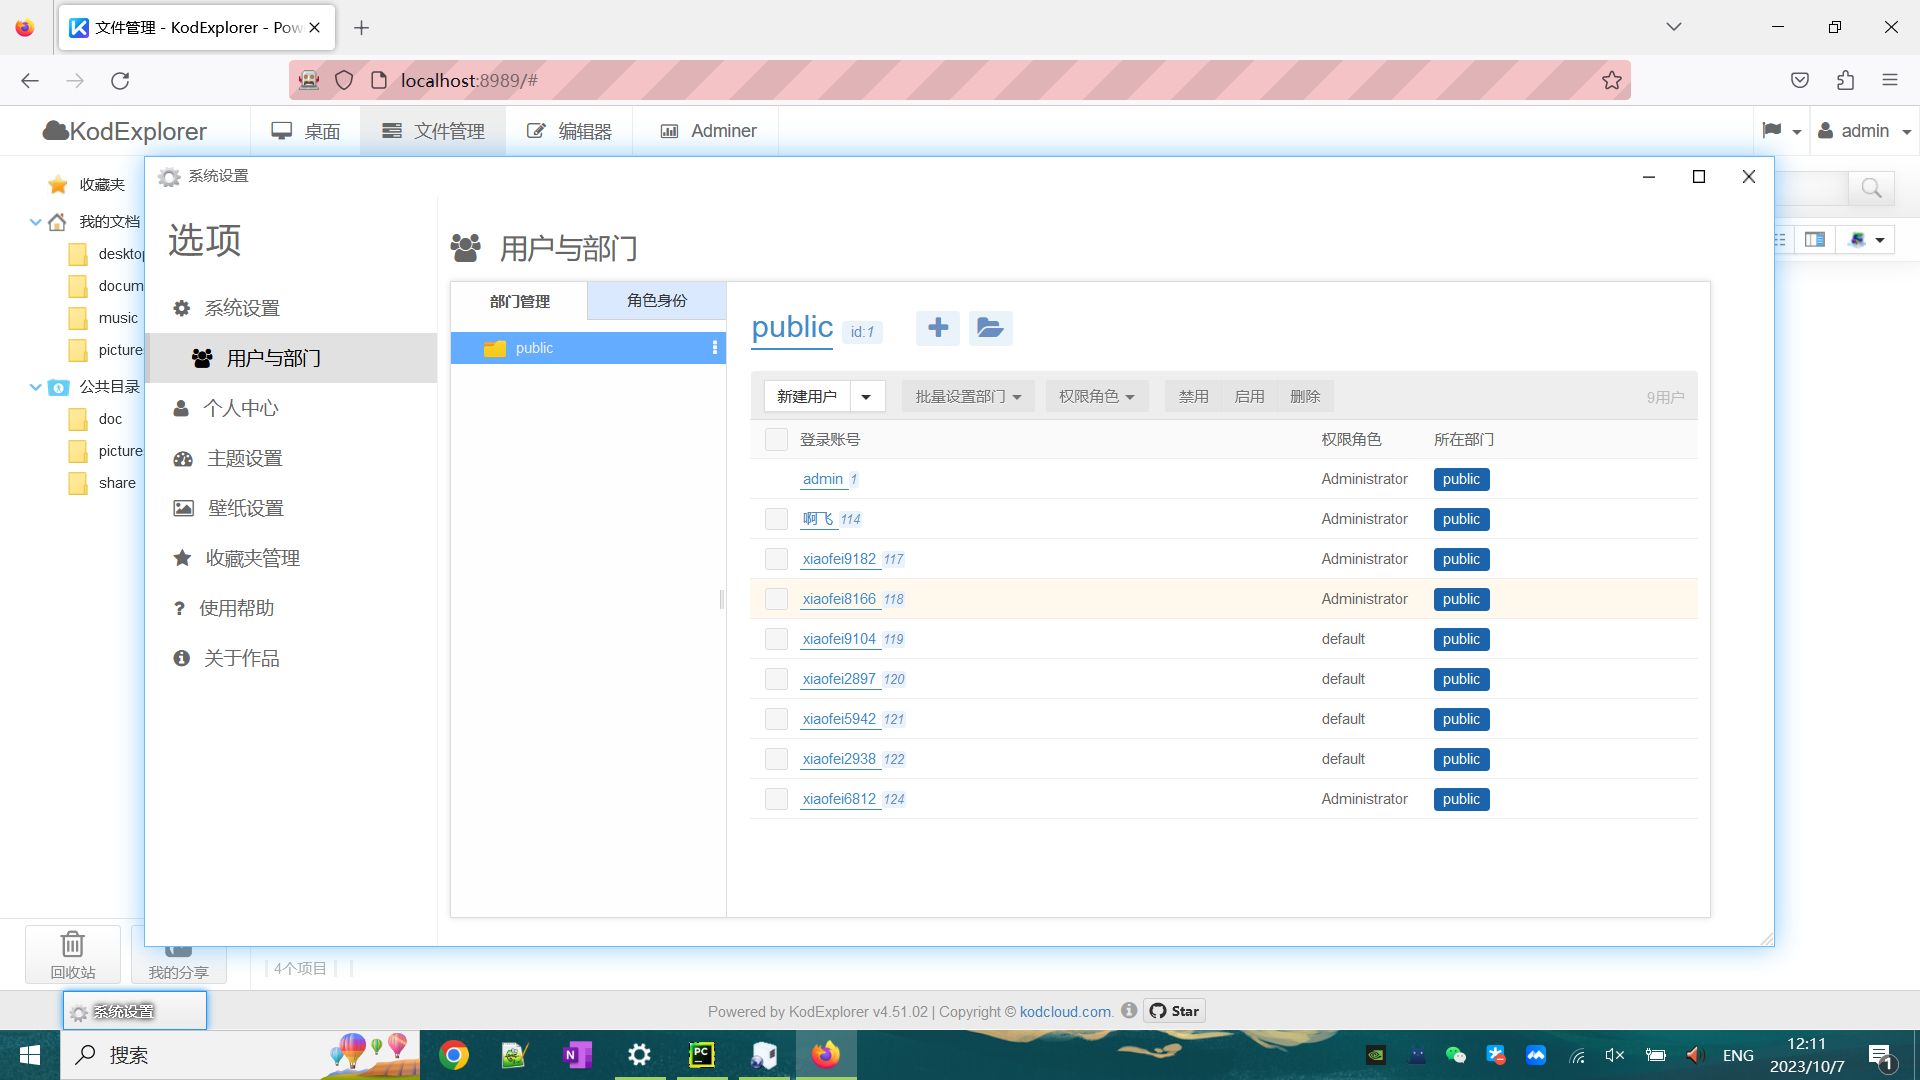 文件管理 - KodExplorer - Pow
localhost:8989/#
KodExplorer
桌面
文件管理
编辑器
Adminer
admin
收藏夹
我的文档
desktop
docum
music
picture
公共目录
doc
picture
share
系统设置
选项
系统设置
用户与部门
个人中心
主题设置
壁纸设置
收藏夹管理
? 使用帮助
关于作品
用户与部门
部门管理 角色身份
public
public id:1
新建用户 批量设置部门 权限角色 禁用 启用 删除 9用户
登录账号 权限角色 所在部门
admin 1 Administrator public
啊飞 114 Administrator public
xiaofei9182 117 Administrator public
xiaofei8166 118 Administrator public
xiaofei9104 119 default public
xiaofei2897 120 default public
xiaofei5942 121 default public
xiaofei2938 122 default public
xiaofei6812 124 Administrator public
回收站
我的分享
4个项目
系统设置
Powered by KodExplorer v4.51.02 | Copyright © kodcloud.com.
Star
搜索
N
PC
ENG
12:11
2023/10/7
1